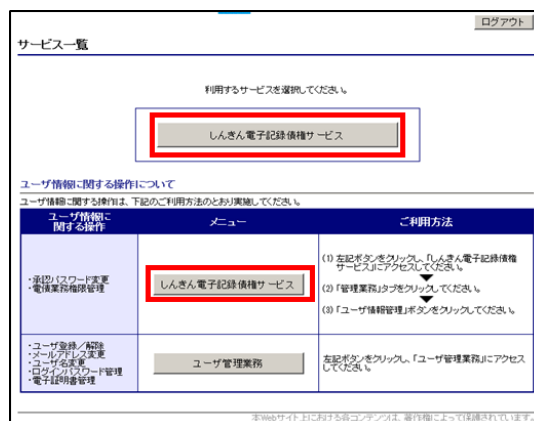 ログアウト
サービス一覧
利用するサービスを選択してください。
しんきん電子記録債権サービス
ユーザ情報に関する操作について
ユーザ情報に関する操作は、下記のご利用方法のとおり実施してください。
ユーザ情報に
関する操作
メニュー
ご利用方法
・承認パスワード変更
・電債業務権限管理
しんきん電子記録債権サービス
(1) 左記ボタンをクリックし、「しんきん電子記録債権
サービス」にアクセスしてください。
(2) 「管理業務」タブをクリックしてください。
(3) 「ユーザ情報管理」ボタンをクリックしてください。
・ユーザ登録／解除
・メールアドレス変更
・ユーザ名変更
・ログインパスワード管理
・電子証明書管理
ユーザ管理業務
左記ボタンをクリックし、「ユーザ管理業務」にアクセス
してください。
本Webサイト上における各コンテンツは、著作権によって保護されています。